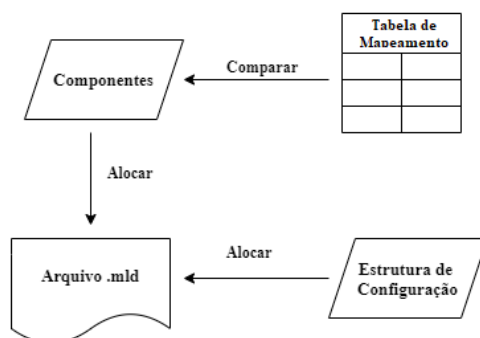 Tabela de
Mapeamento
Componentes
Comparar
Alocar
Arquivo .mld
Alocar
Estrutura de
Configuração